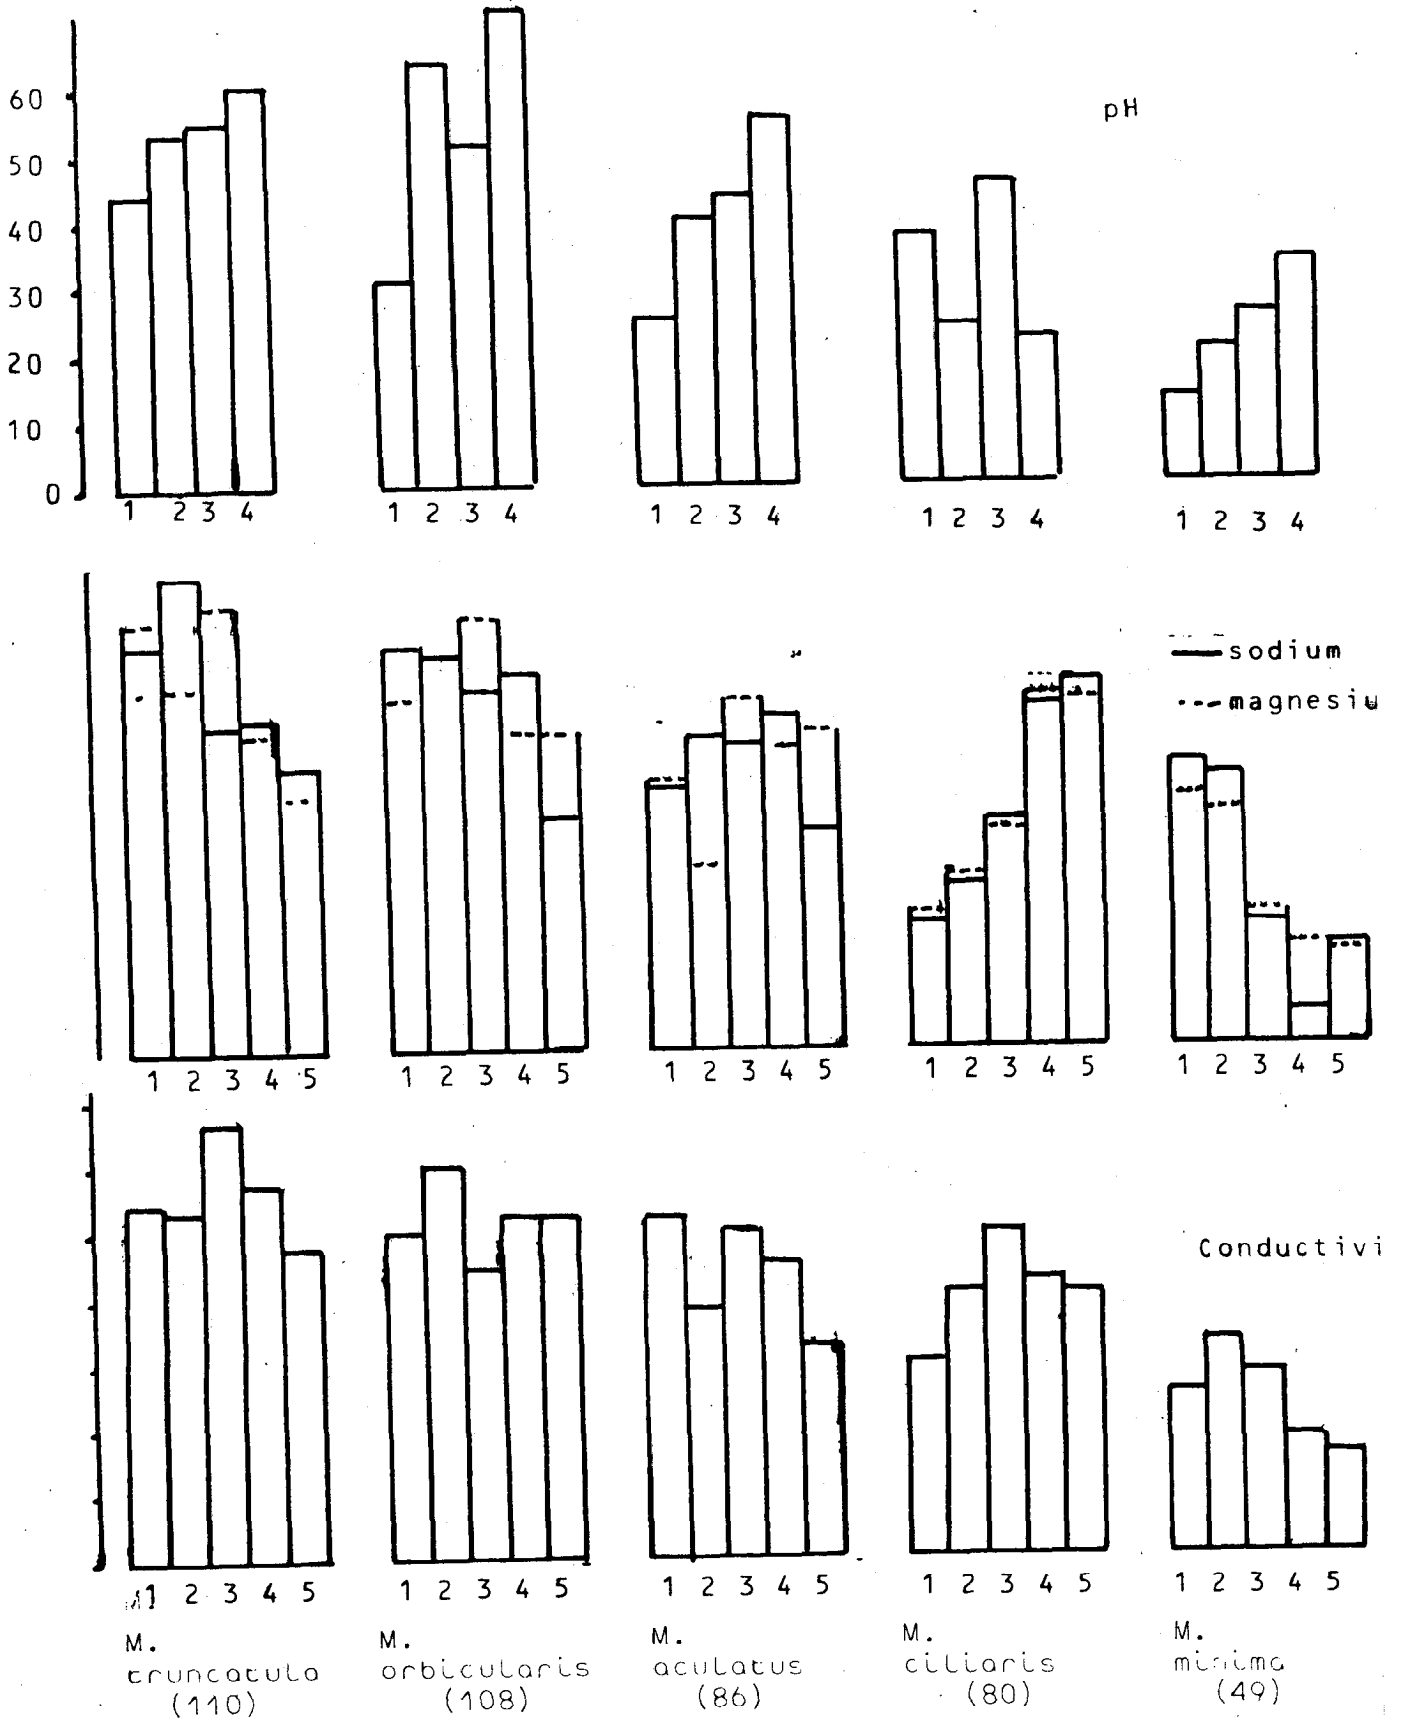 60
50
40
30
20
10
0
pH
1 2 3 4
1 2 3 4
1 2 3 4
1 2 3 4
1 2 3 4
sodium
magnesiu
1 2 3 4 5
1 2 3 4 5
1 2 3 4 5
1 2 3 4 5
1 2 3 4 5
Conductivi
1 2 3 4 5
1 2 3 4 5
1 2 3 4 5
1 2 3 4 5
1 2 3 4 5
M.
truncatula
(110)
M.
orbicularis
(108)
M.
aculatus
(86)
M.
ciliaris
(80)
M.
minima
(49)